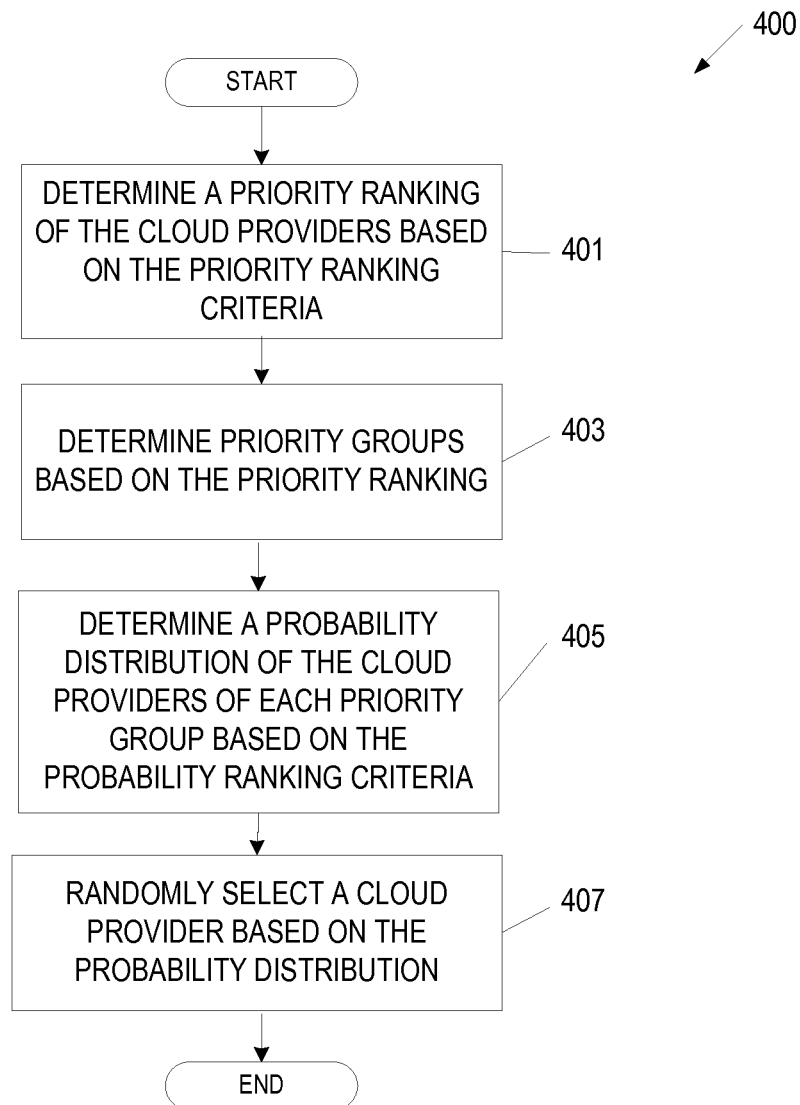 400
START
DETERMINE A PRIORITY RANKING
OF THE CLOUD PROVIDERS BASED
ON THE PRIORITY RANKING
CRITERIA
401
DETERMINE PRIORITY GROUPS
BASED ON THE PRIORITY RANKING
403
DETERMINE A PROBABILITY
DISTRIBUTION OF THE CLOUD
PROVIDERS OF EACH PRIORITY
GROUP BASED ON THE
PROBABILITY RANKING CRITERIA
405
RANDOMLY SELECT A CLOUD
PROVIDER BASED ON THE
PROBABILITY DISTRIBUTION
407
END